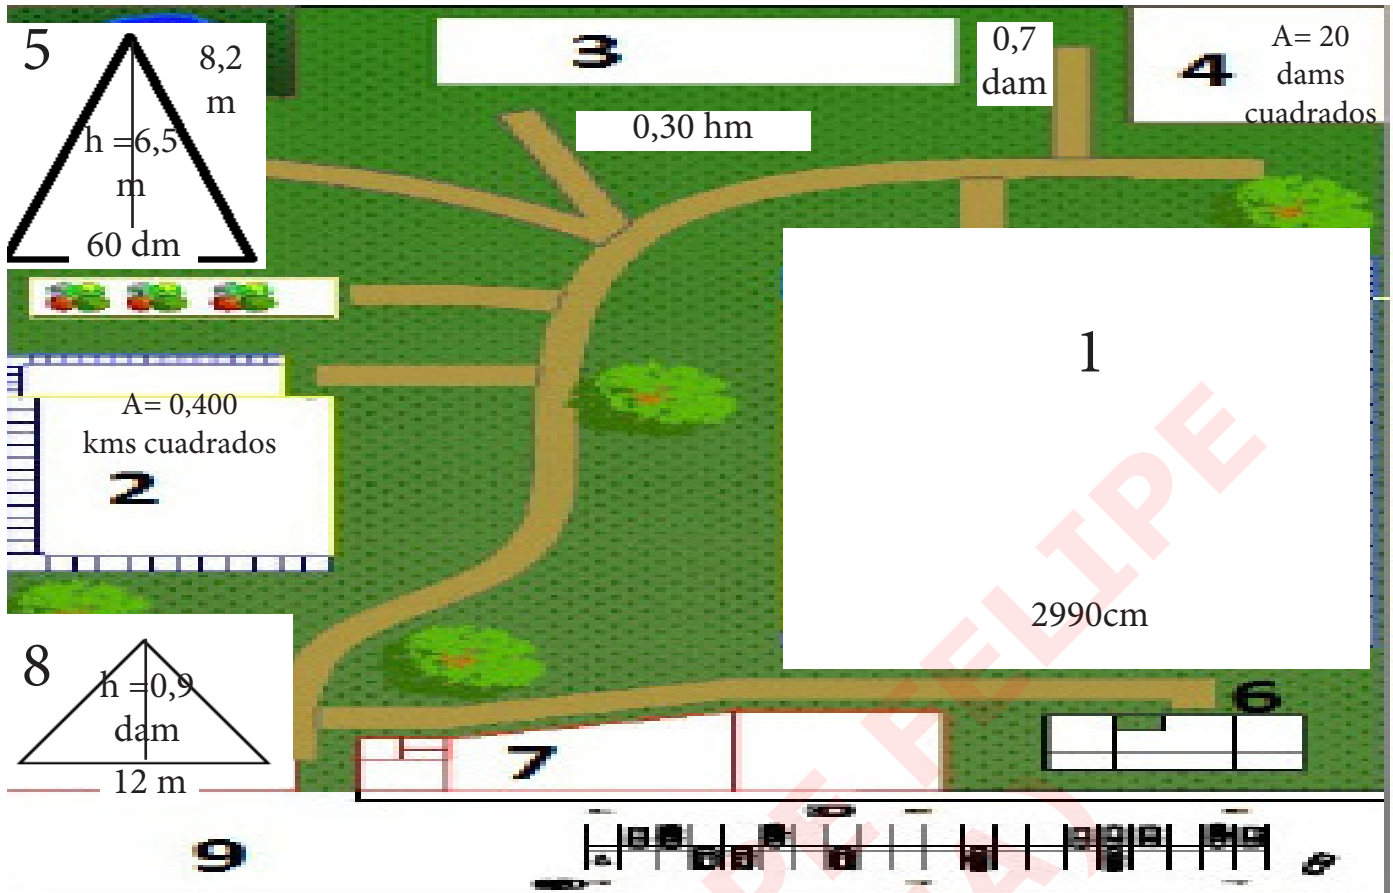 5
8,2
m
h =6,5
m
60 dm
3
0,30 hm
0,7
dam
4
A= 20
dams
cuadrados
1
2990cm
A= 0,400
kms cuadrados
2
8
h =0,9
dam
12 m
7
6
9
FELIPE